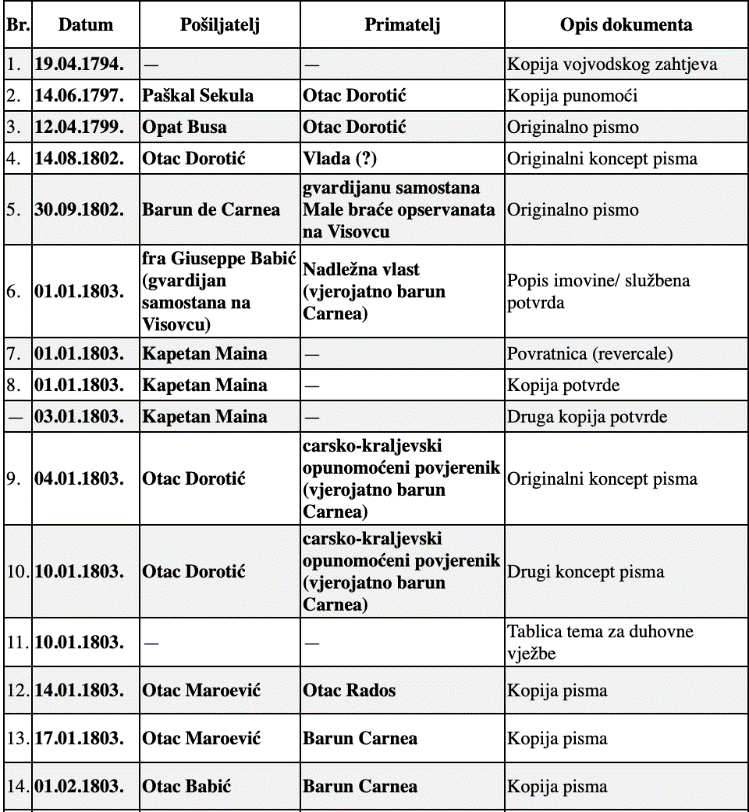 Br. Datum Pošiljatelj Primatelj Opis dokumenta
1. 19.04.1794. — — Kopija vojvodskog zahtjeva
2. 14.06.1797. Paškal Sekula Otac Dorotić Kopija punomoći
3. 12.04.1799. Opat Busa Otac Dorotić Originalno pismo
4. 14.08.1802. Otac Dorotić Vlada (?) Originalni koncept pisma
5. 30.09.1802. Barun de Carnea gvardijanu samostana
Male braće opservanata
na Visovcu
Originalno pismo
6. 01.01.1803. fra Giuseppe Babić
(gvardijan
samostana na
Visovcu)
Nadležna vlast
(vjerojatno barun
Carnea)
Popis imovine/ službena
potvrda
7. 01.01.1803. Kapetan Maina — Povratnica (revercale)
8. 01.01.1803. Kapetan Maina — Kopija potvrde
— 03.01.1803. Kapetan Maina — Druga kopija potvrde
9. 04.01.1803. Otac Dorotić carsko-kraljevski
opunomoćeni povjerenik
(vjerojatno barun
Carnea)
Originalni koncept pisma
10. 10.01.1803. Otac Dorotić carsko-kraljevski
opunomoćeni povjerenik
(vjerojatno barun
Carnea)
Drugi koncept pisma
11. 10.01.1803. — — Tablica tema za duhovne
vježbe
12. 14.01.1803. Otac Maroević Otac Rados Kopija pisma
13. 17.01.1803. Otac Maroević Barun Carnea Kopija pisma
14. 01.02.1803. Otac Babić Barun Carnea Kopija pisma